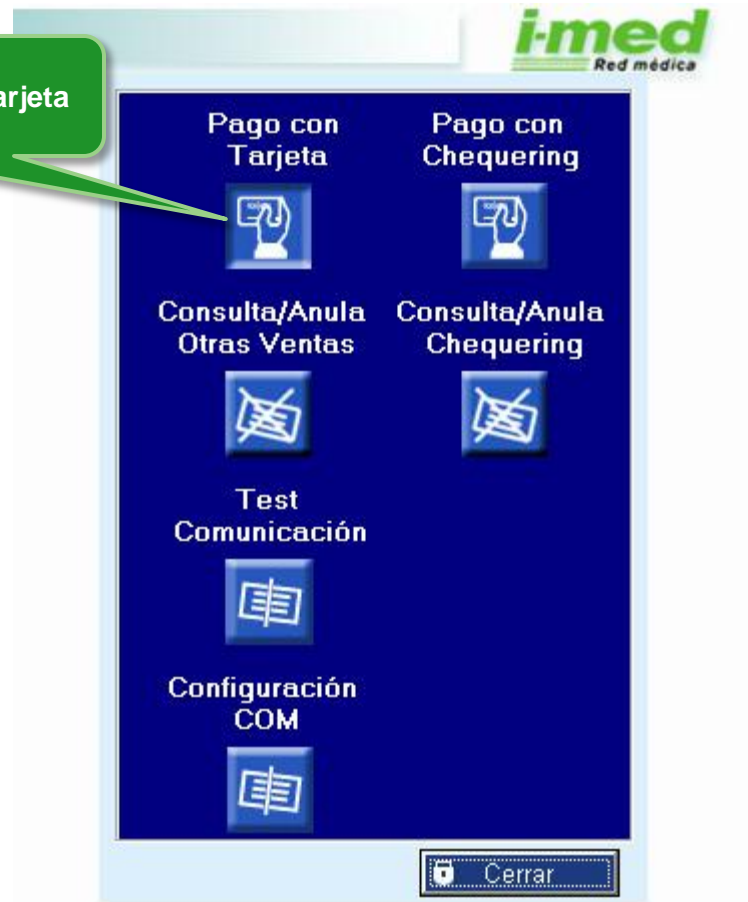 i-med
Red médica
arjeta
Pago con
Tarjeta
Pago con
Chequering
Consulta/Anula
Otras Ventas
Consulta/Anula
Chequering
Test
Comunicación
Configuración
COM
Cerrar